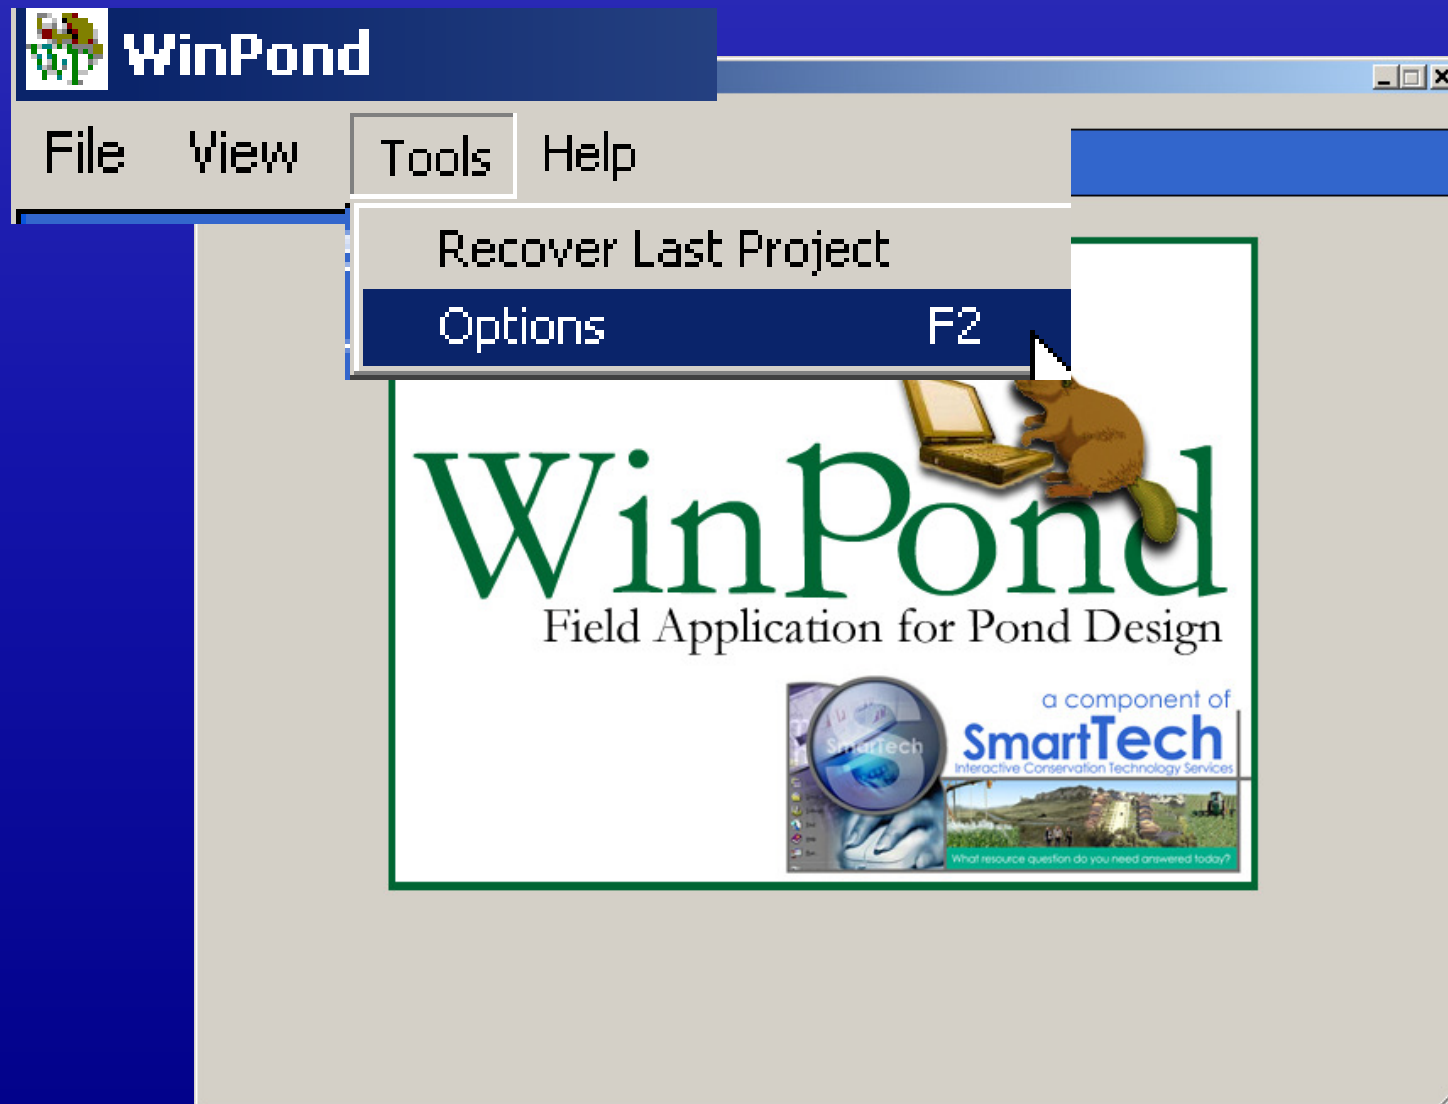 WinPond
File View Tools Help
Recover Last Project
Options F2
WinPond
Field Application for Pond Design
a component of
SmartTech
SmarTech
Interactive Conservation Technology Services
What resource question do you need answered today?